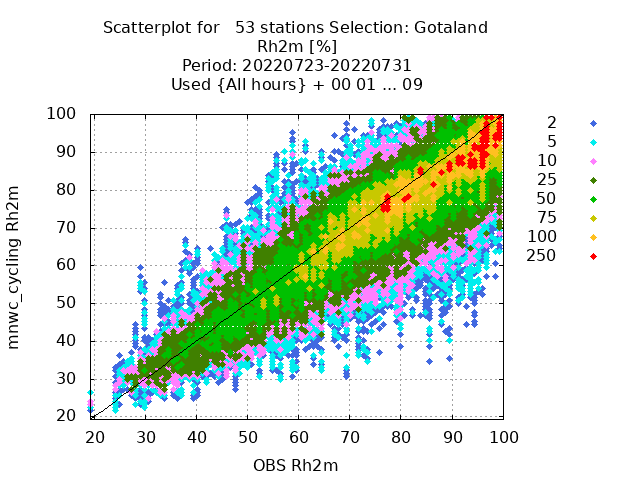 Scatterplot for   53 stations Selection: Gotaland
Rh2m [%]
Period: 20220723-20220731
Used {All hours} + 00 01 ... 09
100
90
80
70
60
50
40
30
20
mnwc_cycling Rh2m
20 30 40 50 60 70 80 90 100
OBS Rh2m
2
5
10
25
50
75
100
250